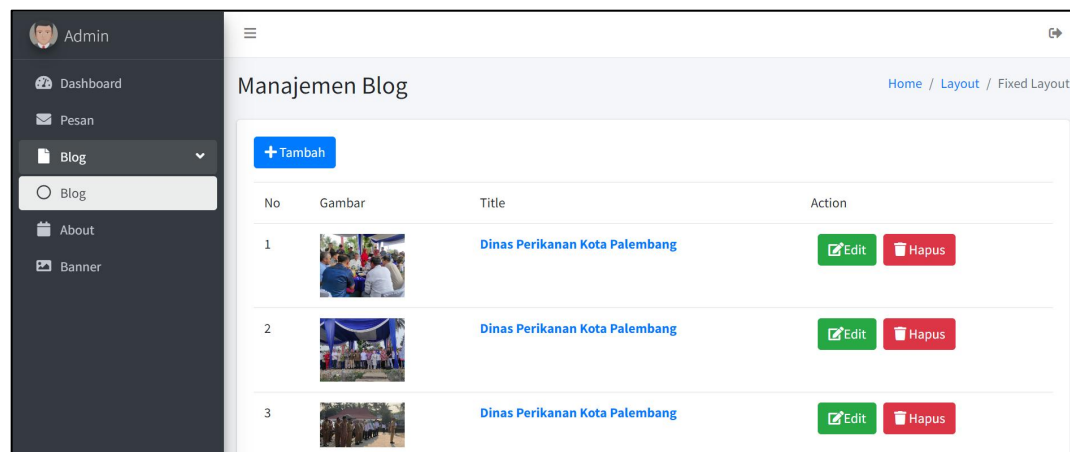 Admin
Dashboard
Pesan
Blog
Blog
About
Banner
Manajemen Blog
Home / Layout / Fixed Layout
+Tambah
No Gambar Title Action
1 Dinas Perikanan Kota Palembang Edit Hapus
2 Dinas Perikanan Kota Palembang Edit Hapus
3 Dinas Perikanan Kota Palembang Edit Hapus